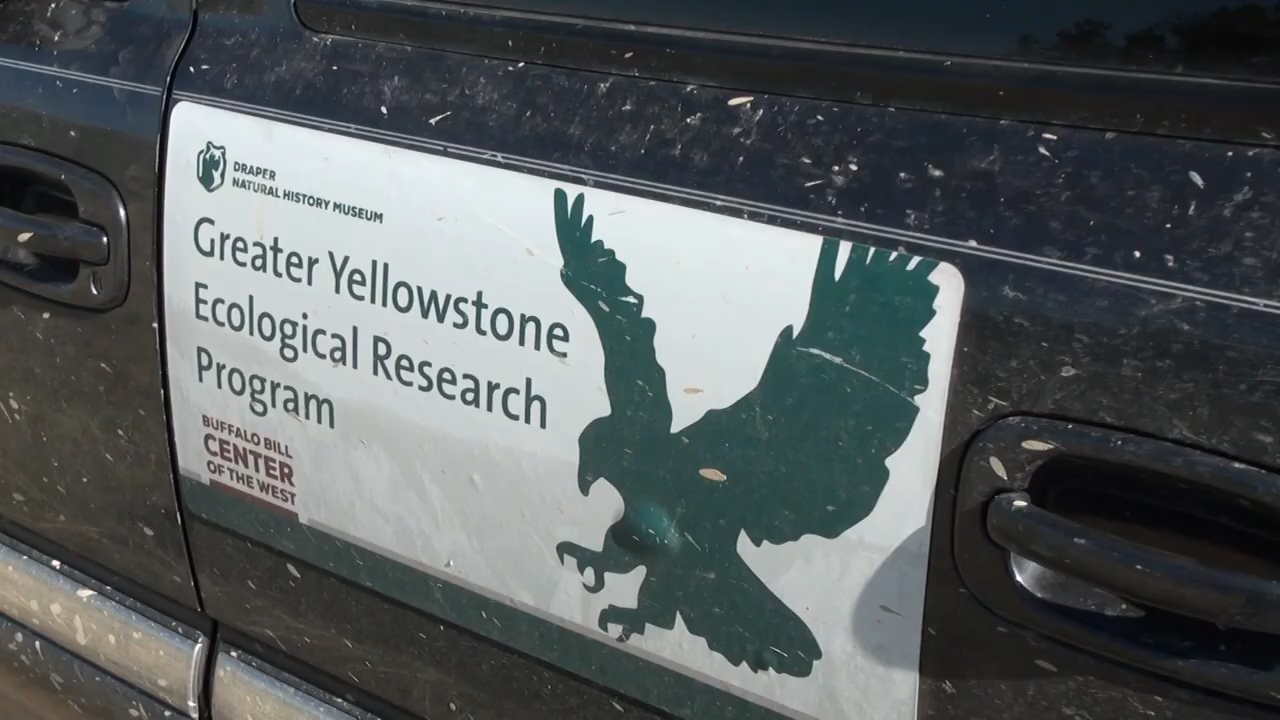 DRAPER
NATURAL HISTORY MUSEUM
Greater Yellowstone
Ecological Research
Program
BUFFALO BILL
CENTER
OF THE WEST